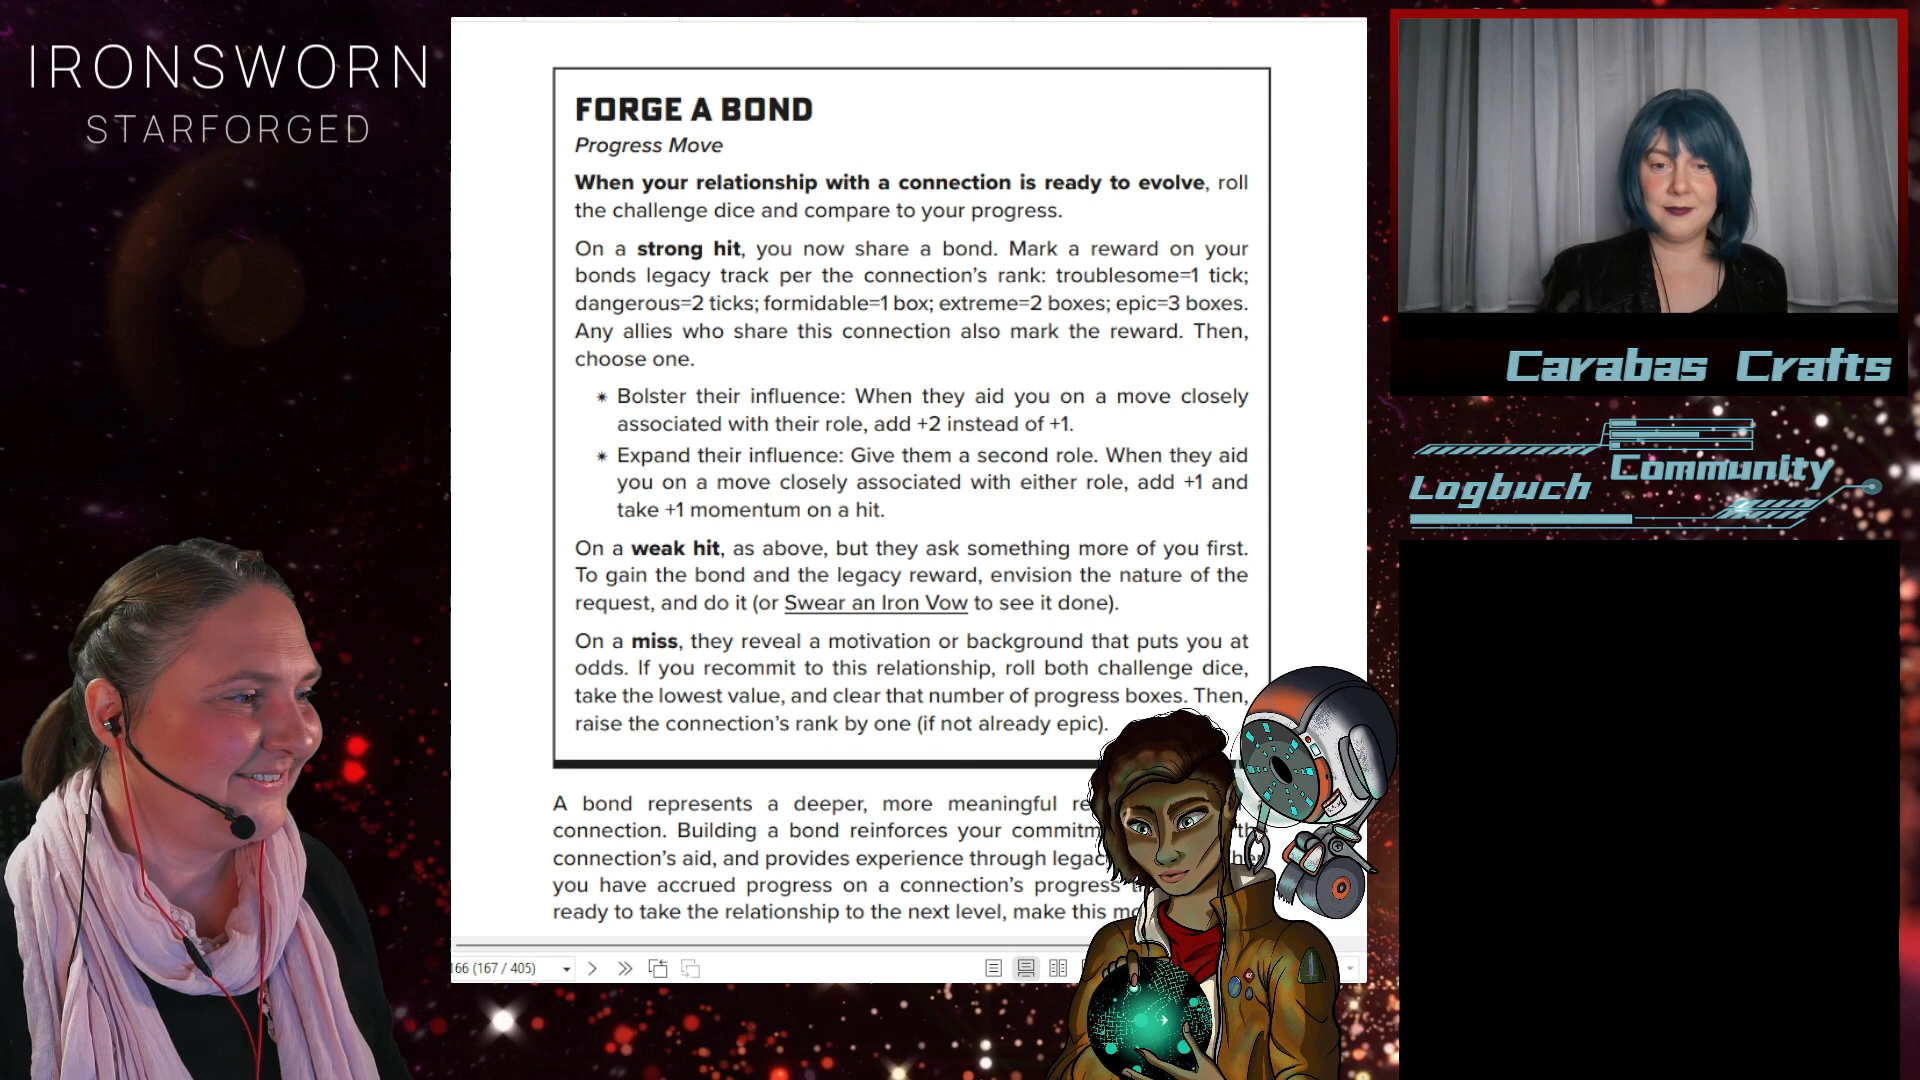 IRONSWORN
STARFORGED
FORGE A BOND
Progress Move
When your relationship with a connection is ready to evolve, roll
the challenge dice and compare to your progress.
On a strong hit, you now share a bond. Mark a reward on your
bonds legacy track per the connection’s rank: troublesome=1 tick;
dangerous=2 ticks; formidable=1 box; extreme=2 boxes; epic=3 boxes.
Any allies who share this connection also mark the reward. Then,
choose one.
✴ Bolster their influence: When they aid you on a move closely
associated with their role, add +2 instead of +1.
✴ Expand their influence: Give them a second role. When they aid
you on a move closely associated with either role, add +1 and
take +1 momentum on a hit.
On a weak hit, as above, but they ask something more of you first.
To gain the bond and the legacy reward, envision the nature of the
request, and do it (or Swear an Iron Vow to see it done).
On a miss, they reveal a motivation or background that puts you at
odds. If you recommit to this relationship, roll both challenge dice,
take the lowest value, and clear that number of progress boxes. Then,
raise the connection’s rank by one (if not already epic).
A bond represents a deeper, more meaningful
connection. Building a bond reinforces your
connection’s aid, and provides experience through
you have accrued progress on a connection’s progress
ready to take the relationship to the next level, make this
166 (167 / 405)
Carabas Crafts
Logbuch Community